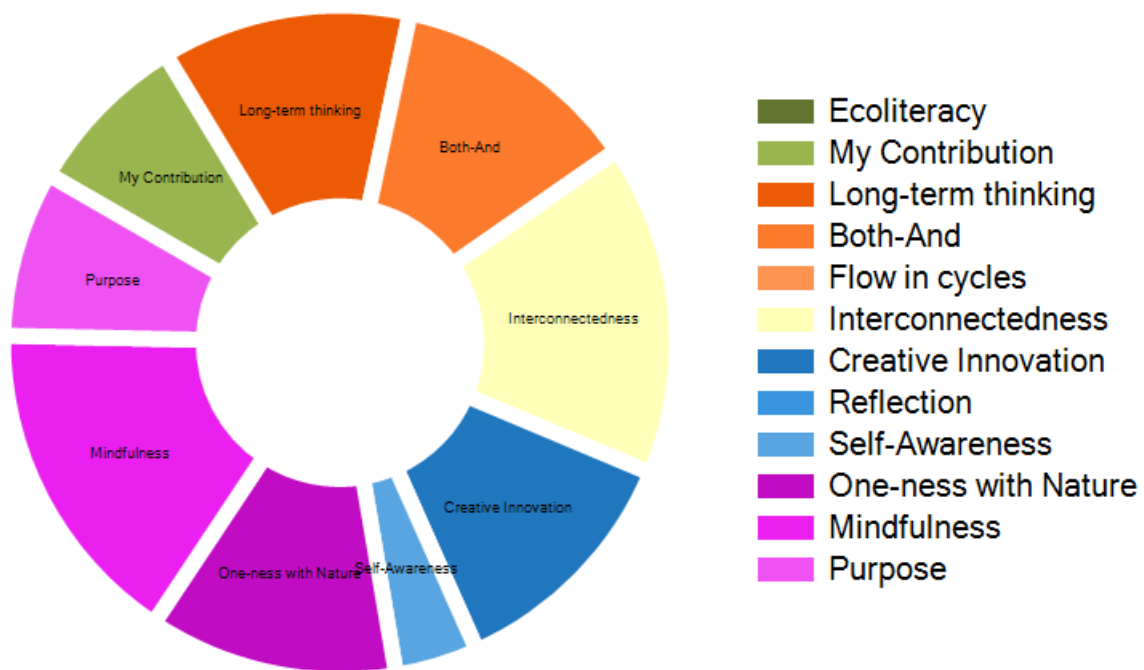 Long-term thinking
Both-And
My Contribution
Purpose
Interconnectedness
Mindfulness
Creative Innovation
One-ness with Nature
Self-Awareness
Ecoliteracy
My Contribution
Long-term thinking
Both-And
Flow in cycles
Interconnectedness
Creative Innovation
Reflection
Self-Awareness
One-ness with Nature
Mindfulness
Purpose